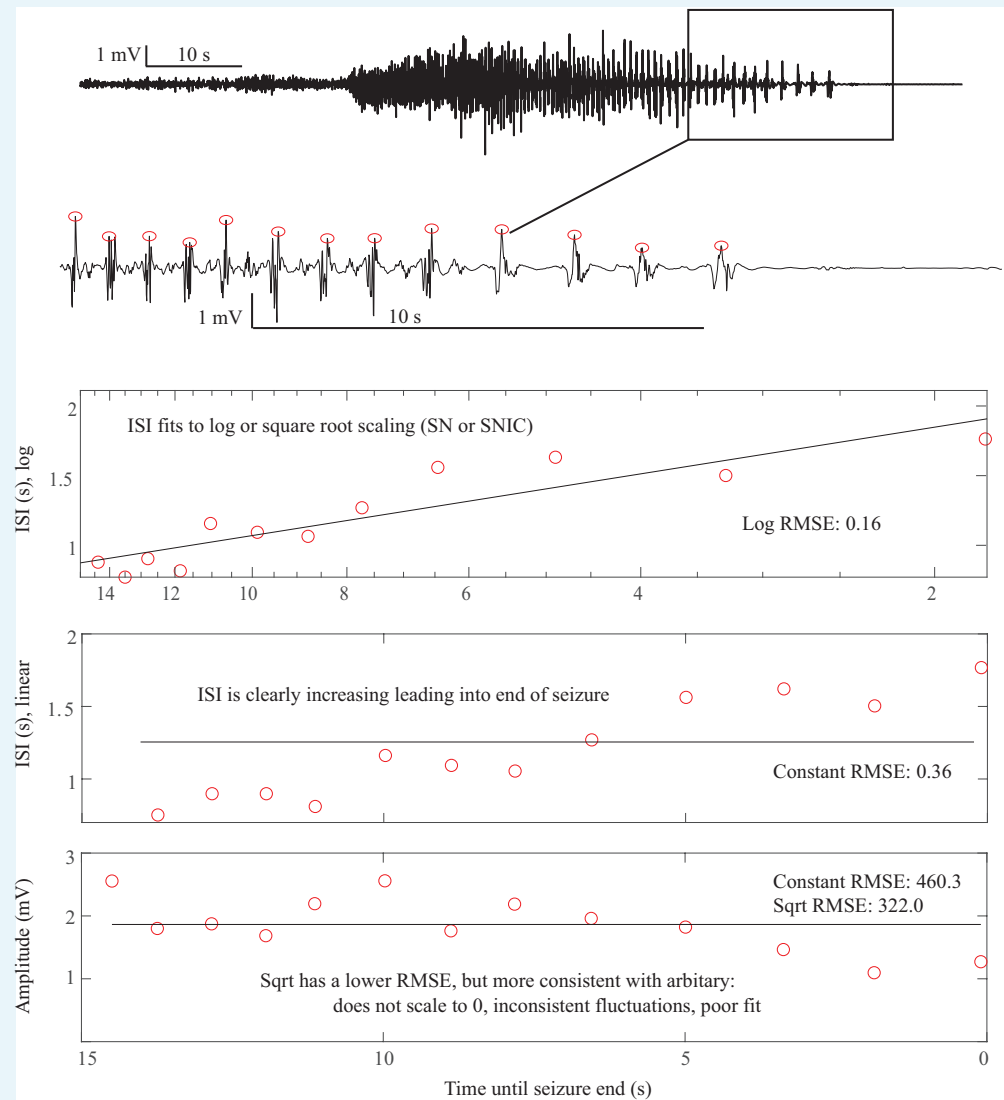 1 mV
10 s
1 mV
10 s
ISI (s), log
2
1.5
1
ISI fits to log or square root scaling (SN or SNIC)
Log RMSE: 0.16
14
12
10
8
6
4
2
ISI (s), linear
2
1.5
1
ISI is clearly increasing leading into end of seizure
Constant RMSE: 0.36
Amplitude (mV)
3
2
1
Constant RMSE: 460.3
Sqrt RMSE: 322.0
Sqrt has a lower RMSE, but more consistent with arbitary:
does not scale to 0, inconsistent fluctuations, poor fit
15
10
5
0
Time until seizure end (s)